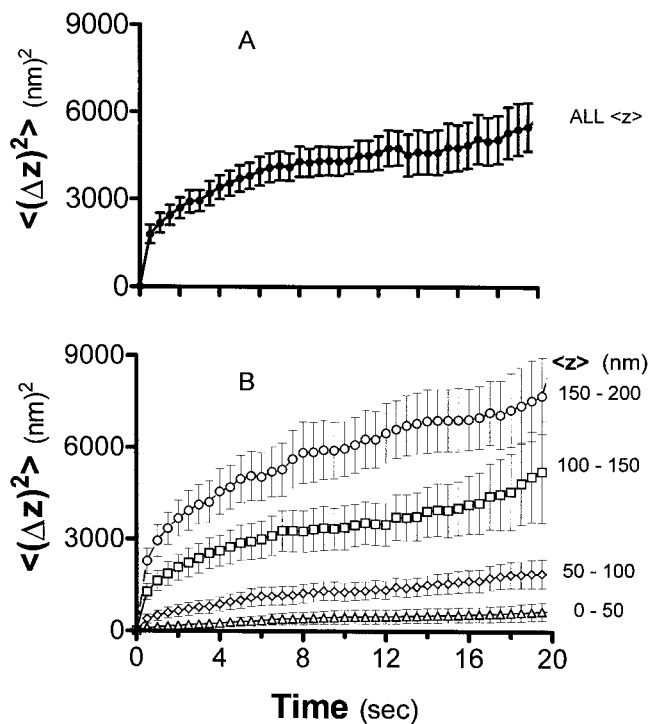 9000
A
6000
3000
0
<(Δz)²> (nm)²
ALL <z>
9000
B
6000
3000
0
<(Δz)²> (nm)²
<z> (nm)
150 - 200
100 - 150
50 - 100
0 - 50
0 4 8 12 16 20
Time (sec)